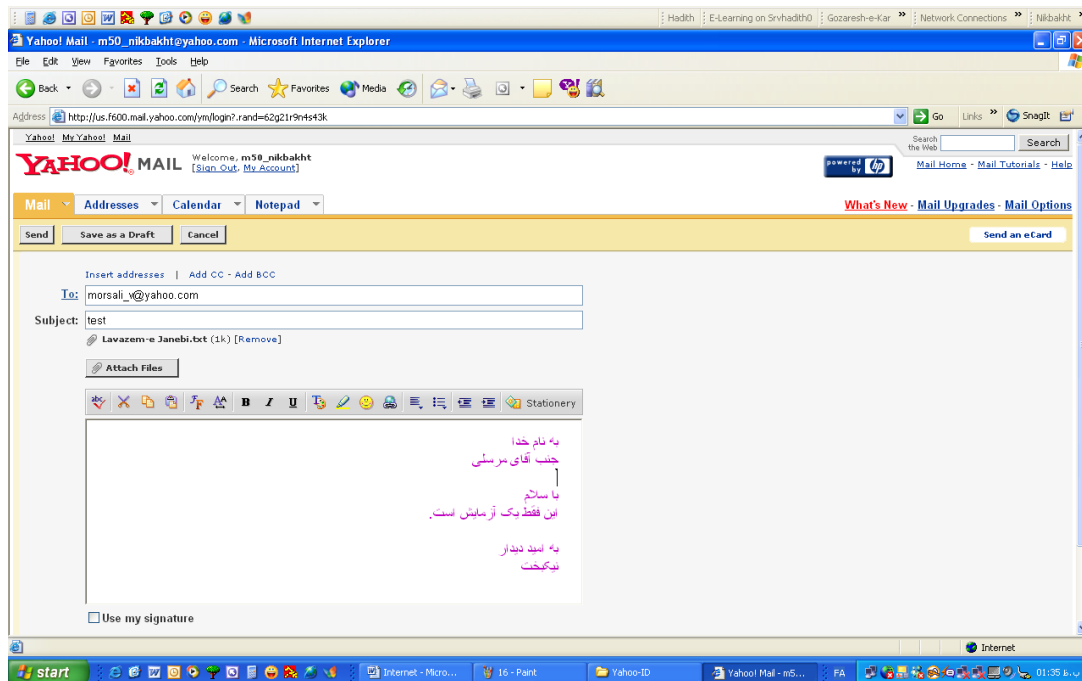 Hadith E-Learning on Srvhadith0 Gozaresh-e-Kar » Network Connections » Nikbakht
Yahoo! Mail - m50_nikbakht@yahoo.com - Microsoft Internet Explorer
File Edit View Favorites Tools Help
Back Search Favorites Media
Address http://us.f600.mail.yahoo.com/ym/login?.rand=62g21r9n4s43k Go Links » SnagIt
Yahoo! My Yahoo! Mail Search the Web Search
YAHOO! MAIL Welcome, m50_nikbakht
[Sign Out, My Account] powered by hp Mail Home - Mail Tutorials - Help
Mail Addresses Calendar Notepad What's New - Mail Upgrades - Mail Options
Send Save as a Draft Cancel Send an eCard
Insert addresses | Add CC - Add BCC
To: morsali_v@yahoo.com
Subject: test
Lavazem-e Janebi.txt (1k) [Remove]
Attach Files
B I U Stationery
به نام خدا
جنب آقای مرسلی
با سلام
این فقط یک آزمایش است.
به امید دیدار
نیکبخت
Use my signature
Internet
start Internet - Micro... 16 - Paint Yahoo-ID Yahoo! Mail - m5... FA 01:35 ب.ظ